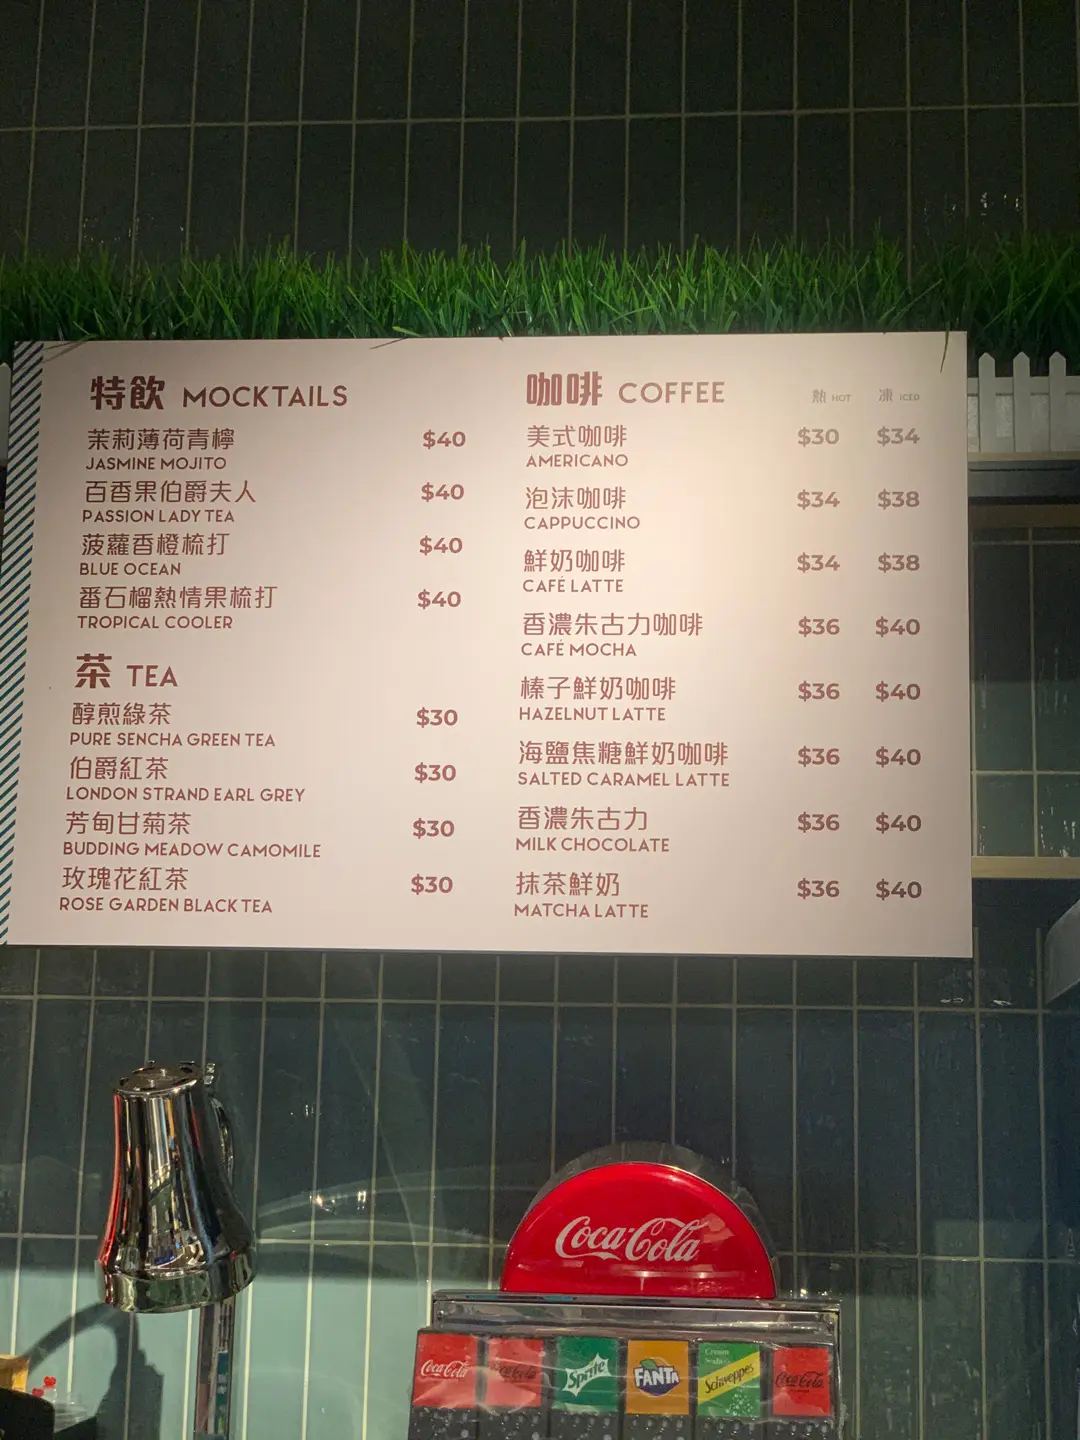 特飲 MOCKTAILS
茉莉薄荷青檸 $40
JASMINE MOJITO
百香果伯爵夫人 $40
PASSION LADY TEA
菠蘿香橙梳打 $40
BLUE OCEAN
番石榴熱情果梳打 $40
TROPICAL COOLER
茶 TEA
醇煎綠茶 $30
PURE SENCHA GREEN TEA
伯爵紅茶 $30
LONDON STRAND EARL GREY
芳甸甘菊茶 $30
BUDDING MEADOW CAMOMILE
玫瑰花紅茶 $30
ROSE GARDEN BLACK TEA
咖啡 COFFEE 熱 HOT 凍 ICED
美式咖啡 $30 $34
AMERICANO
泡沫咖啡 $34 $38
CAPPUCCINO
鮮奶咖啡 $34 $38
CAFÉ LATTE
香濃朱古力咖啡 $36 $40
CAFÉ MOCHA
榛子鮮奶咖啡 $36 $40
HAZELNUT LATTE
海鹽焦糖鮮奶咖啡 $36 $40
SALTED CARAMEL LATTE
香濃朱古力 $36 $40
MILK CHOCOLATE
抹茶鮮奶 $36 $40
MATCHA LATTE
Coca-Cola
Coca-Cola
Coca-Cola
Sprite
FANTA
Cream Soda
Schweppes
Coca-Cola